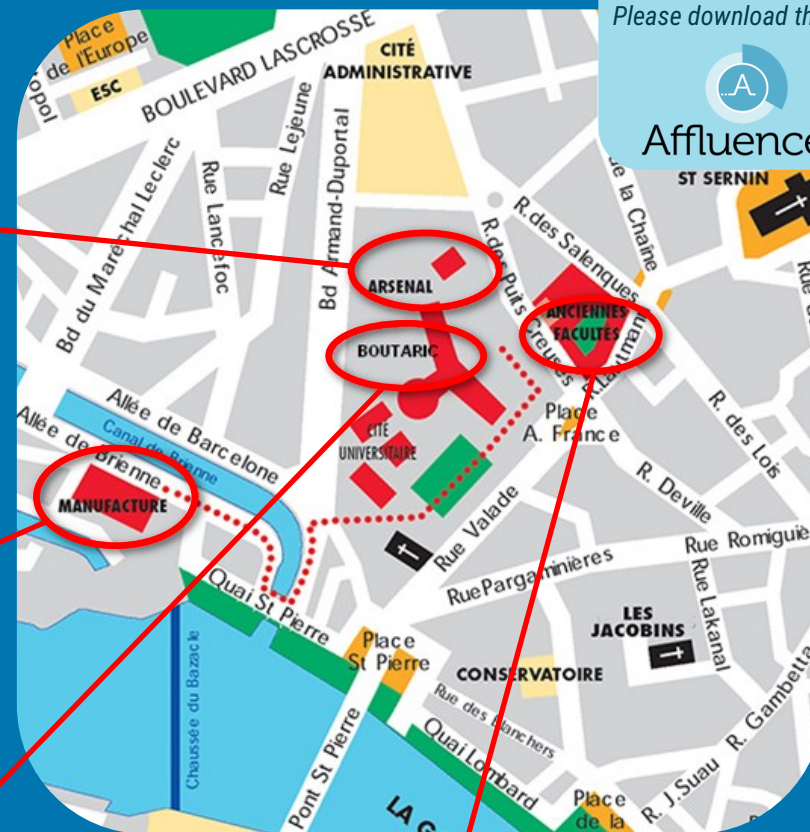 Please download th
Affluence
Place
de l'Europe
ESC
BOULEVARD LASCROSSE
CITÉ
ADMINISTRATIVE
ST SERNIN
Bd du Maréchal Leclerc
Rue Lancefoc
Rue Lejeune
Bd Armand-Duportal
R. des Puits Creusés
R. des Salenques
de la Chaîne
ARSENAL
ANCIENNES
FACULTÉS
BOUTARIC
R. Lautmann
Place
A. France
R. des Lois
CITÉ
UNIVERSITAIRE
Allée de Barcelone
Canal de Brienne
Allée de Brienne
MANUFACTURE
Rue Valade
R. Deville
Rue Pargaminières
Rue Romiguiè
Rue Lakanal
LES
JACOBINS
Quai St Pierre
Place
St Pierre
CONSERVATOIRE
Rue des Blanchers
R. Gambetta
Chaussée du Bazacle
Pont St Pierre
Quai Lombard
LA G
Place
de la
R. J. Suau